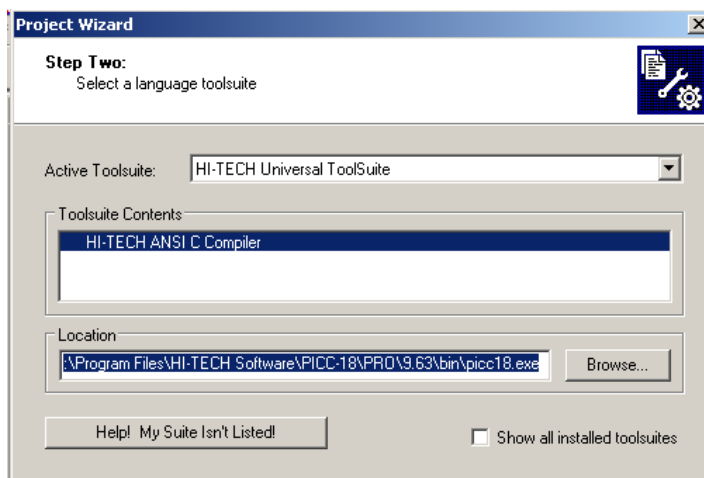 Project Wizard
Step Two:
Select a language toolsuite
Active Toolsuite: HI-TECH Universal ToolSuite
Toolsuite Contents
HI-TECH ANSI C Compiler
Location
:\Program Files\HI-TECH Software\PICC-18\PRO\9.63\bin\picc18.exe Browse...
Help! My Suite Isn't Listed! Show all installed toolsuites